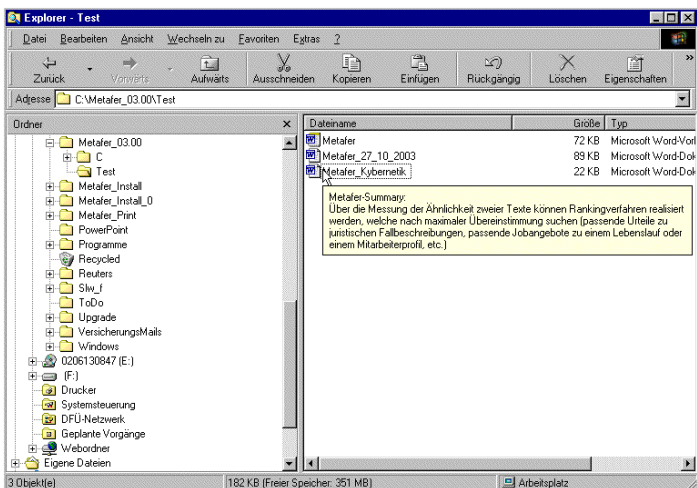 Explorer - Test
Datei Bearbeiten Ansicht Wechseln zu Favoriten Extras ?
Zurück Vorwärts Aufwärts Ausschneiden Kopieren Einfügen Rückgängig Löschen Eigenschaften »
Adresse C:\Metafer_03.00\Test
Ordner
Metafer_03.00
C
Test
Metafer_Install
Metafer_Install_0
Metafer_Print
PowerPoint
Programme
Recycled
Reuters
Slw_f
ToDo
Upgrade
VersicherungsMails
Windows
0206130847 (E:)
(F:)
Drucker
Systemsteuerung
DFÜ-Netzwerk
Geplante Vorgänge
Webordner
Eigene Dateien
Dateiname Größe Typ
Metafer 72 KB Microsoft Word-Vorl
Metafer_27_10_2003 89 KB Microsoft Word-Dok
Metafer_Kybernetik 22 KB Microsoft Word-Dok
Metafer-Summary:
Über die Messung der Ähnlichkeit zweier Texte können Rankingverfahren realisiert
werden, welche nach maximaler Übereinstimmung suchen (passende Urteile zu
juristischen Fallbeschreibungen, passende Jobangebote zu einem Lebenslauf oder
einem Mitarbeiterprofil, etc.)
3 Objekt(e) 182 KB (Freier Speicher: 351 MB) Arbeitsplatz